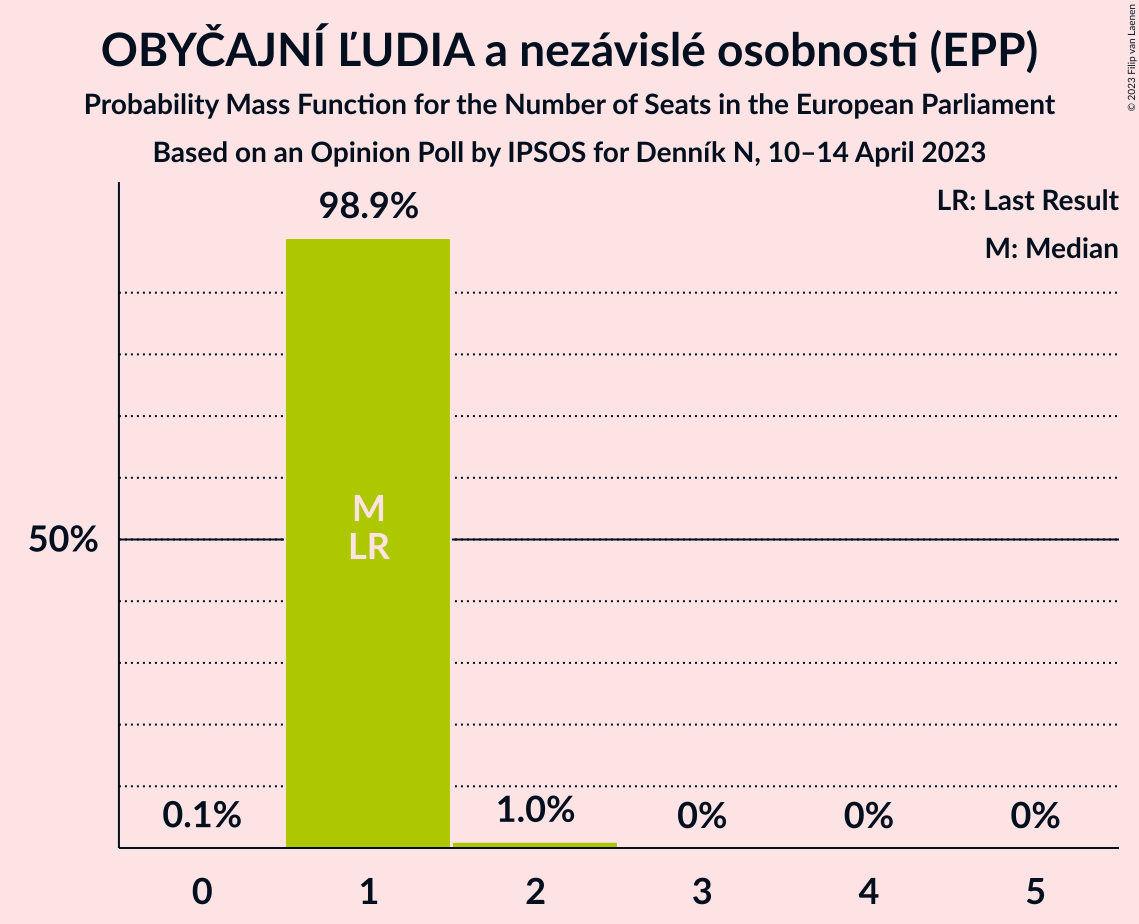 OBYČAJNÍ ĽUDIA a nezávislé osobnosti (EPP)
Probability Mass Function for the Number of Seats in the European Parliament
Based on an Opinion Poll by IPSOS for Denník N, 10–14 April 2023
© 2023 Filip van Laenen
LR: Last Result
M: Median
98.9%
M
LR
50%
0.1%
1.0%
0%
0%
0%
0
1
2
3
4
5